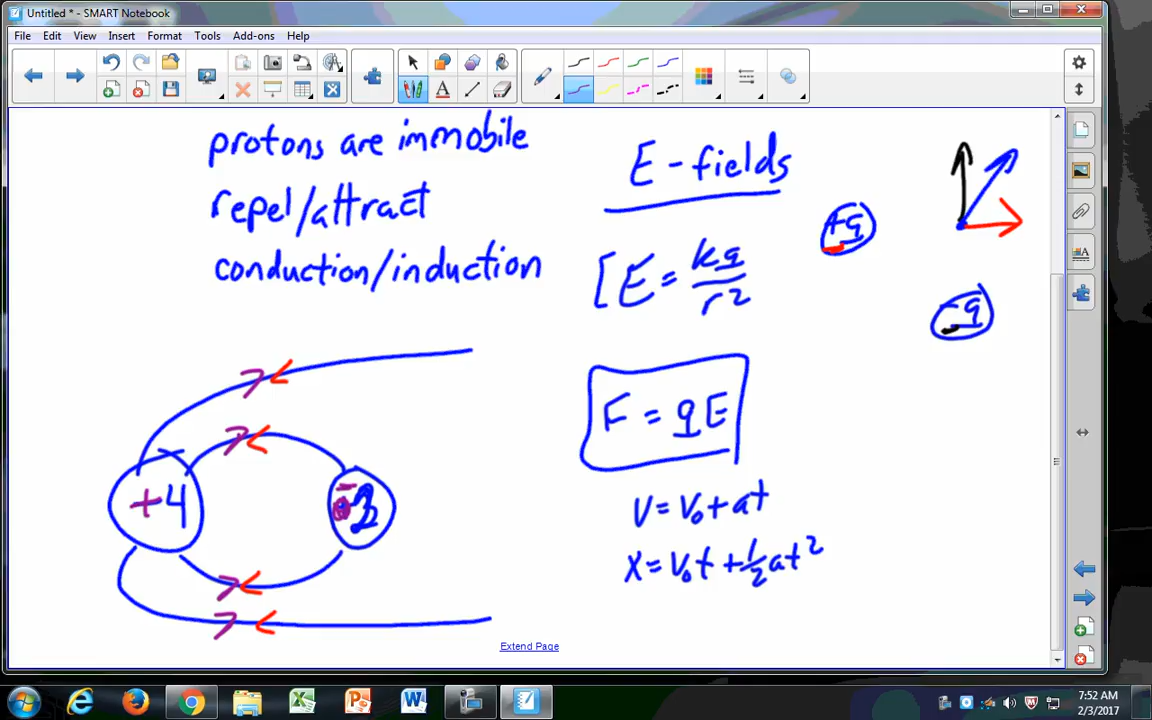 Untitled * - SMART Notebook
File Edit View Insert Format Tools Add-ons Help
protons are immobile
repel/attract
conduction/induction
E-fields
+q
[E = kq/r²
-q
F = qE
V = V₀ + at
X = V₀t + ½at²
+4
Extend Page
7:52 AM
2/3/2017